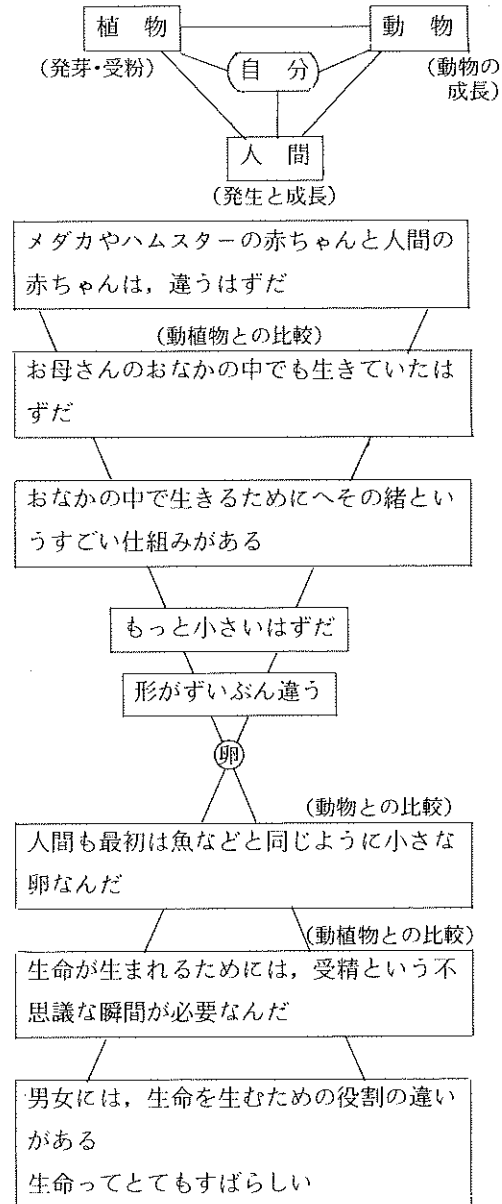 植 物
動 物
(発芽・受粉)
自 分
(動物の
成長)
人 間
(発生と成長)
メダカやハムスターの赤ちゃんと人間の
赤ちゃんは，違うはずだ
(動植物との比較)
お母さんのおなかの中でも生きていたは
ずだ
おなかの中で生きるためにへその緒とい
うすごい仕組みがある
もっと小さいはずだ
形がずいぶん違う
卵
(動物との比較)
人間も最初は魚などと同じように小さな
卵なんだ
(動植物との比較)
生命が生まれるためには，受精という不
思議な瞬間が必要なんだ
男女には，生命を生むための役割の違い
がある
生命ってとてもすばらしい